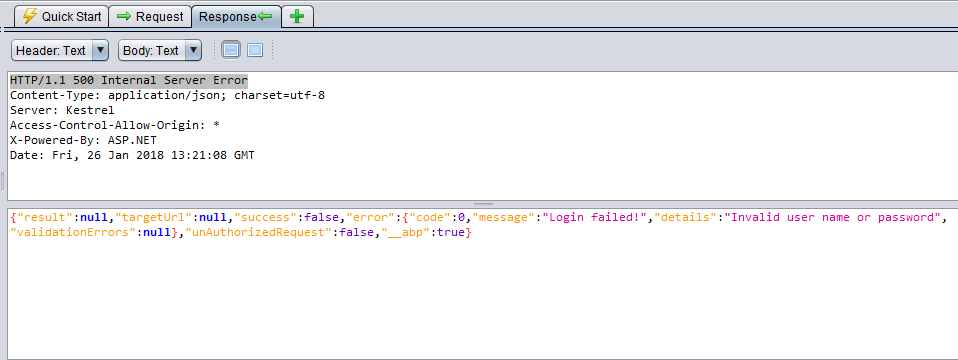 Quick Start Request Response
Header: Text Body: Text
HTTP/1.1 500 Internal Server Error
Content-Type: application/json; charset=utf-8
Server: Kestrel
Access-Control-Allow-Origin: *
X-Powered-By: ASP.NET
Date: Fri, 26 Jan 2018 13:21:08 GMT
{"result":null,"targetUrl":null,"success":false,"error":{"code":0,"message":"Login failed!","details":"Invalid user name or password",
"validationErrors":null},"unAuthorizedRequest":false,"__abp":true}